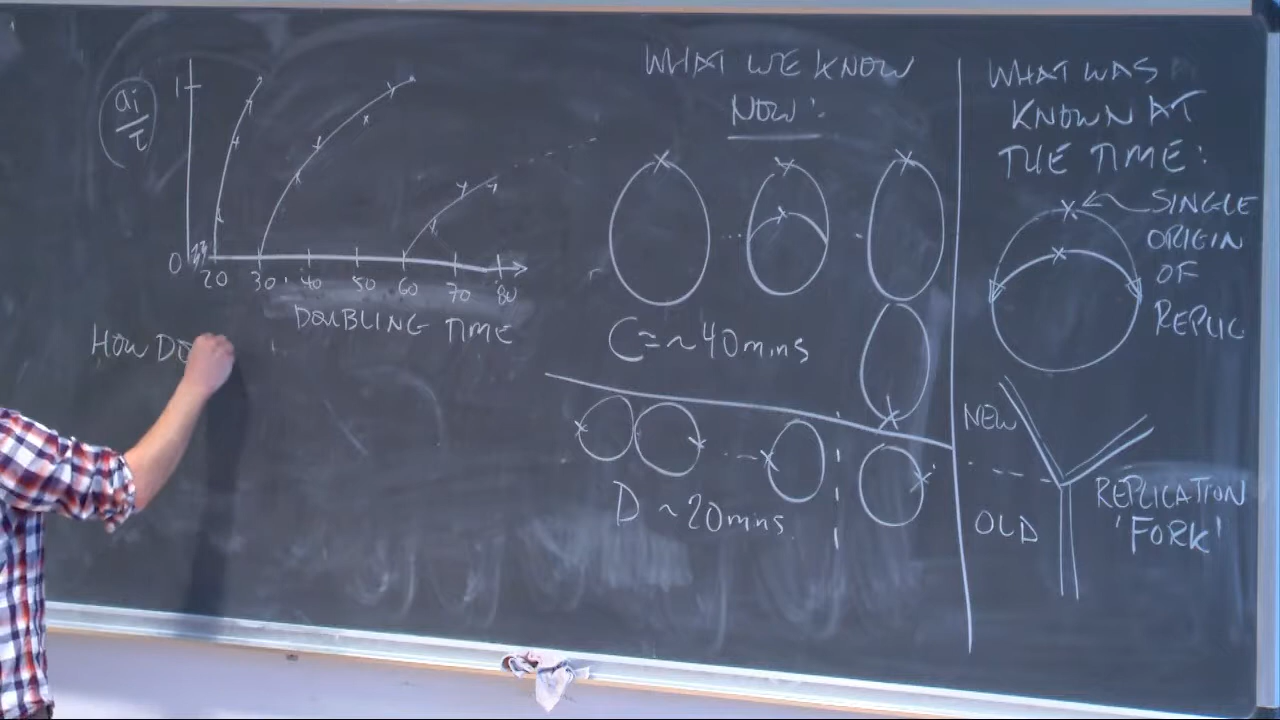 ai/τ
1
0
20 30 40 50 60 70 80
DOUBLING TIME
HOW DO
WHAT WE KNOW
NOW:
C=~40mins
D ~20mins
WHAT WAS
KNOWN AT
THE TIME:
SINGLE
ORIGIN
OF
REPLIC
NEW
OLD
REPLICATION
'FORK'